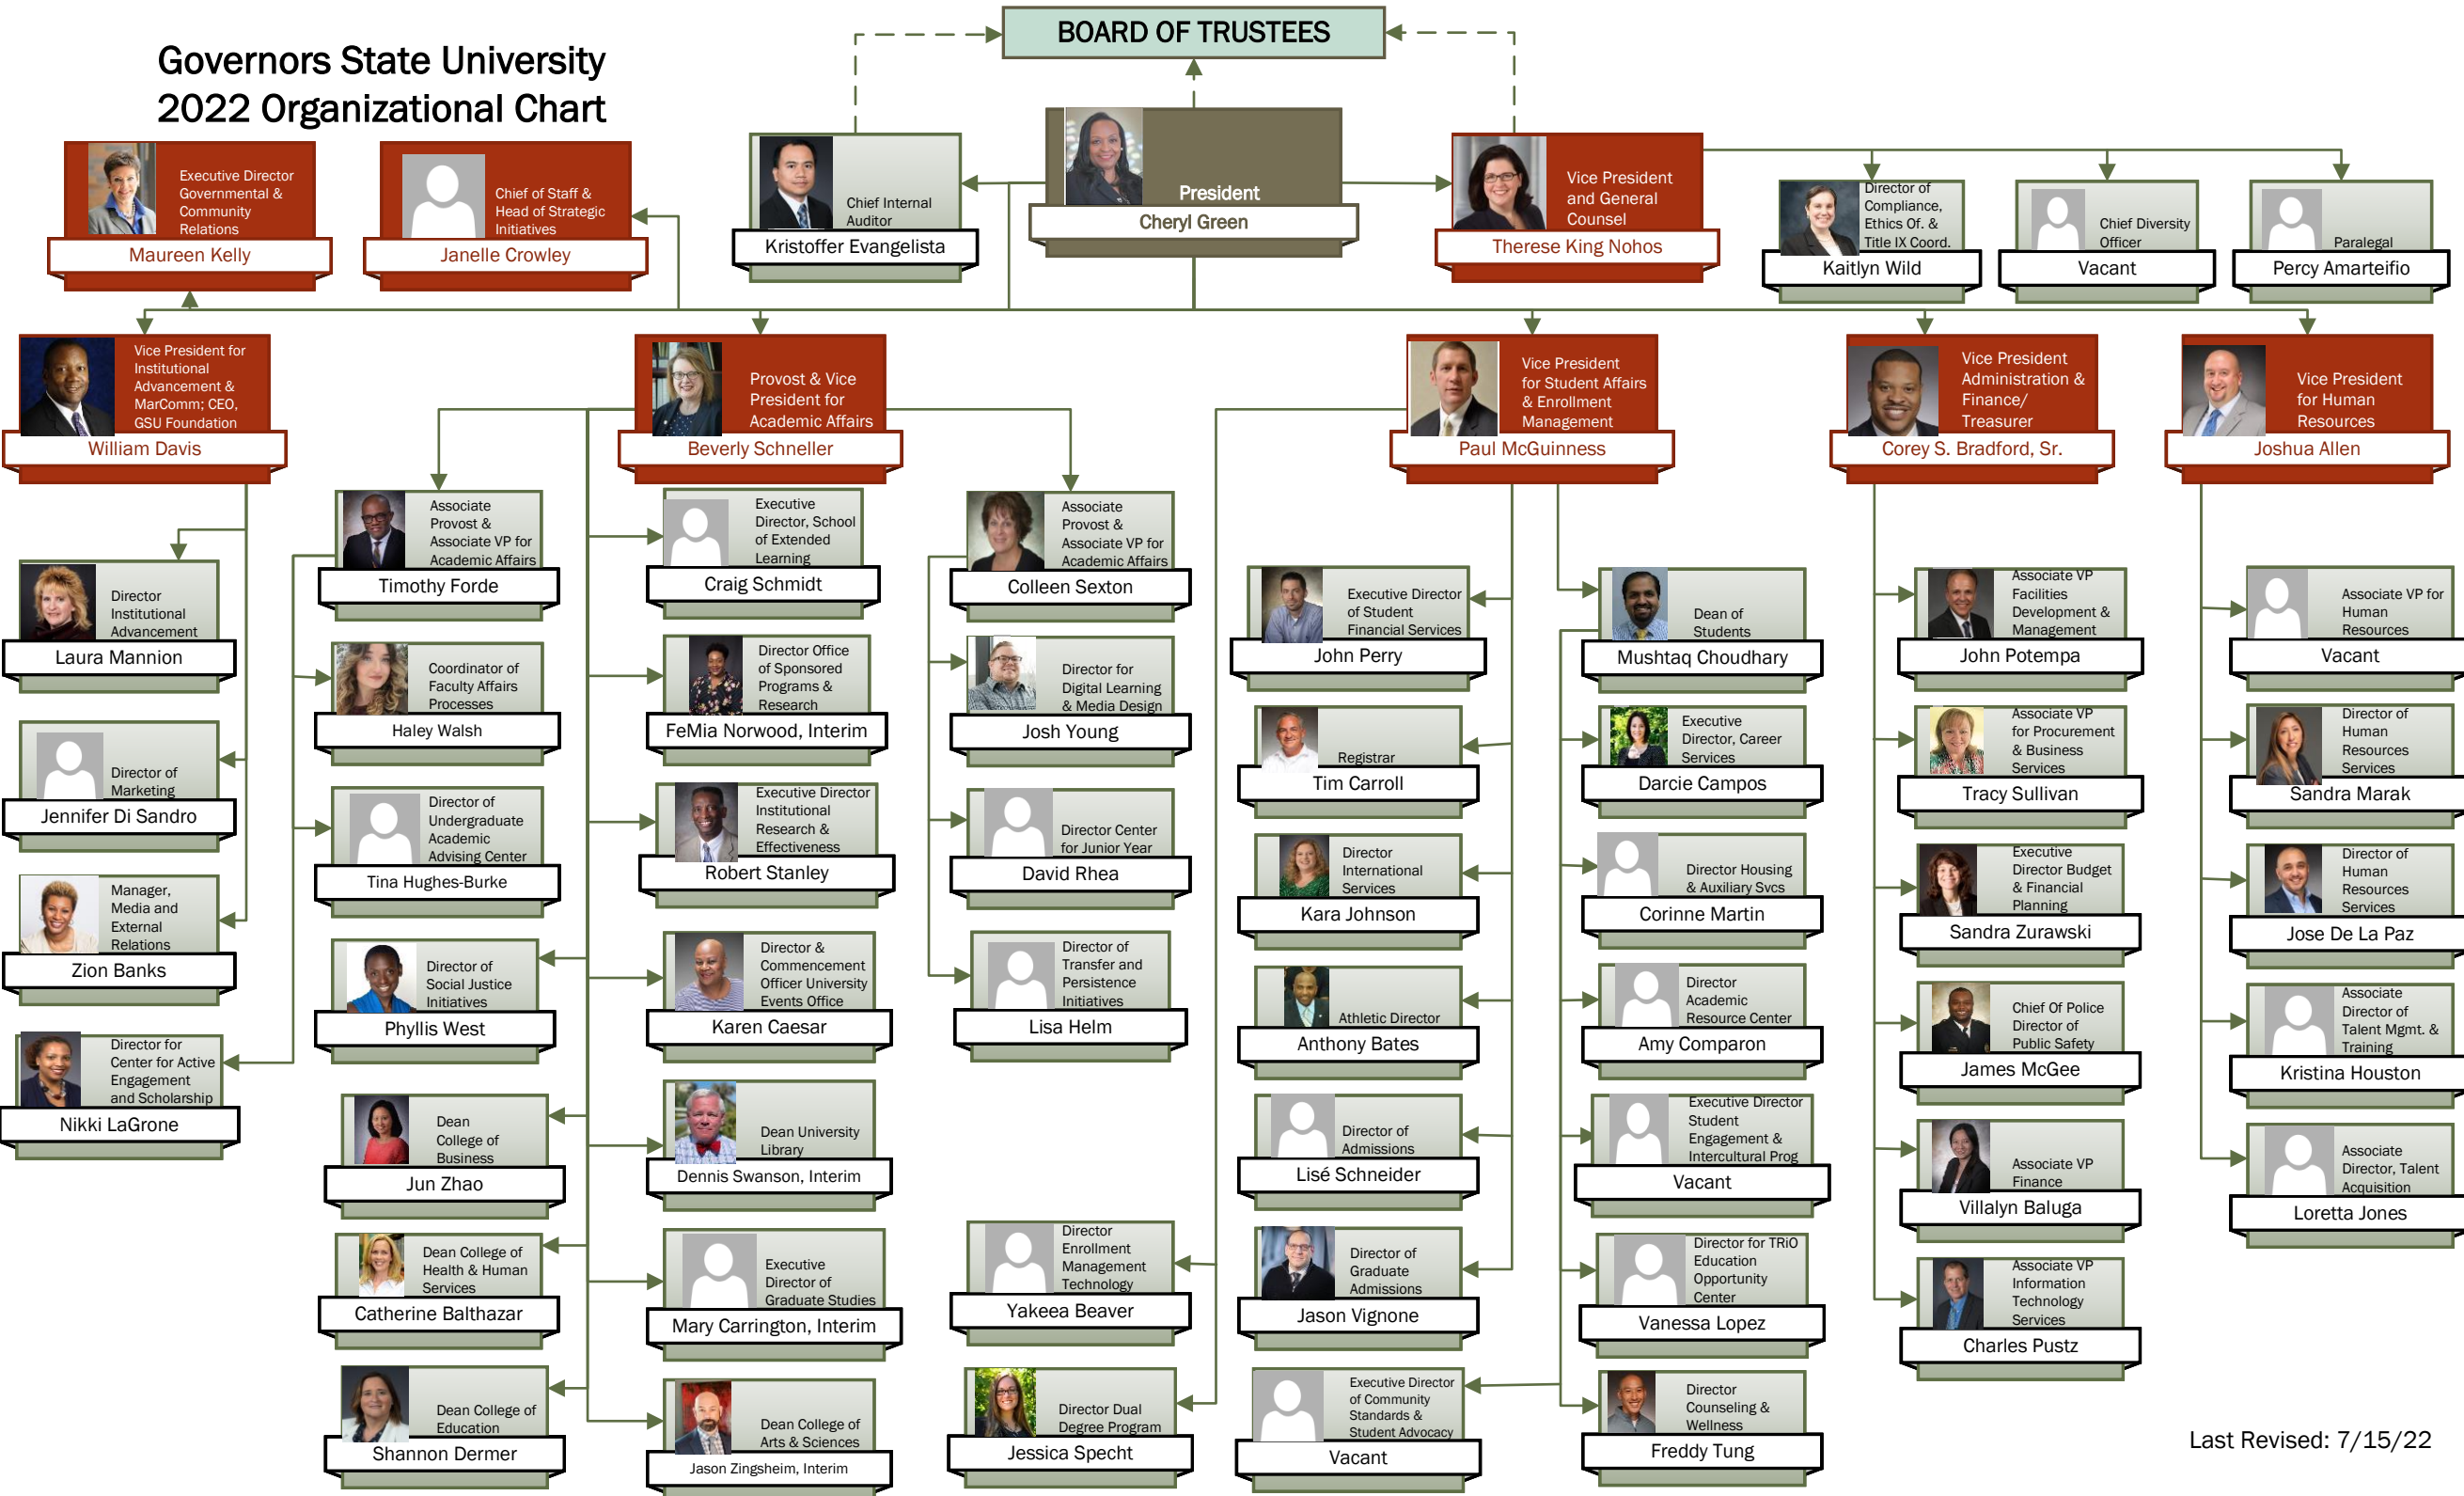 BOARD OF TRUSTEES
Governors State University
2022 Organizational Chart
Executive Director
Governmental &
Community
Relations
Maureen Kelly
Chief of Staff &
Head of Strategic
Initiatives
Janelle Crowley
Chief Internal
Auditor
Kristoffer Evangelista
President
Cheryl Green
Vice President
and General
Counsel
Therese King Nohos
Director of
Compliance,
Ethics Of. &
Title IX Coord.
Kaitlyn Wild
Chief Diversity
Officer
Vacant
Paralegal
Percy Amarteifio
Vice President for
Institutional
Advancement &
MarComm; CEO,
GSU Foundation
William Davis
Provost & Vice
President for
Academic Affairs
Beverly Schneller
Vice President
for Student Affairs
& Enrollment
Management
Paul McGuinness
Vice President
Administration &
Finance/
Treasurer
Corey S. Bradford, Sr.
Vice President
for Human
Resources
Joshua Allen
Director
Institutional
Advancement
Laura Mannion
Director of
Marketing
Jennifer Di Sandro
Manager,
Media and
External
Relations
Zion Banks
Director for
Center for Active
Engagement
and Scholarship
Nikki LaGrone
Associate
Provost &
Associate VP for
Academic Affairs
Timothy Forde
Coordinator of
Faculty Affairs
Processes
Haley Walsh
Director of
Undergraduate
Academic
Advising Center
Tina Hughes-Burke
Director of
Social Justice
Initiatives
Phyllis West
Dean
College of
Business
Jun Zhao
Dean College of
Health & Human
Services
Catherine Balthazar
Dean College of
Education
Shannon Dermer
Executive
Director, School
of Extended
Learning
Craig Schmidt
Director Office
of Sponsored
Programs &
Research
FeMia Norwood, Interim
Executive Director
Institutional
Research &
Effectiveness
Robert Stanley
Director &
Commencement
Officer University
Events Office
Karen Caesar
Dean University
Library
Dennis Swanson, Interim
Executive
Director of
Graduate Studies
Mary Carrington, Interim
Dean College of
Arts & Sciences
Jason Zingsheim, Interim
Associate
Provost &
Associate VP for
Academic Affairs
Colleen Sexton
Director for
Digital Learning
& Media Design
Josh Young
Director Center
for Junior Year
David Rhea
Director of
Transfer and
Persistence
Initiatives
Lisa Helm
Director
Enrollment
Management
Technology
Yakeea Beaver
Director Dual
Degree Program
Jessica Specht
Executive Director
of Student
Financial Services
John Perry
Registrar
Tim Carroll
Director
International
Services
Kara Johnson
Athletic Director
Anthony Bates
Director of
Admissions
Lisé Schneider
Director of
Graduate
Admissions
Jason Vignone
Executive Director
of Community
Standards &
Student Advocacy
Vacant
Dean of
Students
Mushtaq Choudhary
Executive
Director, Career
Services
Darcie Campos
Director Housing
& Auxiliary Svcs
Corinne Martin
Director
Academic
Resource Center
Amy Comparon
Executive Director
Student
Engagement &
Intercultural Prog
Vacant
Director for TRiO
Education
Opportunity
Center
Vanessa Lopez
Director
Counseling &
Wellness
Freddy Tung
Associate VP
Facilities
Development &
Management
John Potempa
Associate VP
for Procurement
& Business
Services
Tracy Sullivan
Executive
Director Budget
& Financial
Planning
Sandra Zurawski
Chief Of Police
Director of
Public Safety
James McGee
Associate VP
Finance
Villalyn Baluga
Associate VP
Information
Technology
Services
Charles Pustz
Associate VP for
Human
Resources
Vacant
Director of
Human
Resources
Services
Sandra Marak
Director of
Human
Resources
Services
Jose De La Paz
Associate
Director of
Talent Mgmt. &
Training
Kristina Houston
Associate
Director, Talent
Acquisition
Loretta Jones
Last Revised: 7/15/22